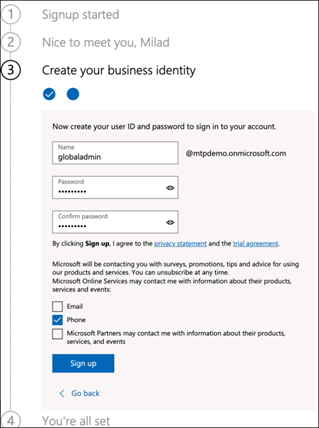 1 Signup started
2 Nice to meet you, Milad
3 Create your business identity
Now create your user ID and password to sign in to your account.
Name
globaladmin
@mtpdemo.onmicrosoft.com
Password
•••••••••
Confirm password
•••••••••
By clicking Sign up, I agree to the privacy statement and the trial agreement.
Microsoft will be contacting you with surveys, promotions, tips and advice for using
our products and services. You can unsubscribe at any time.
Microsoft Online Services may contact me with information about their products,
services and events:
Email
Phone
Microsoft Partners may contact me with information about their products,
services, and events
Sign up
Go back
4 You're all set